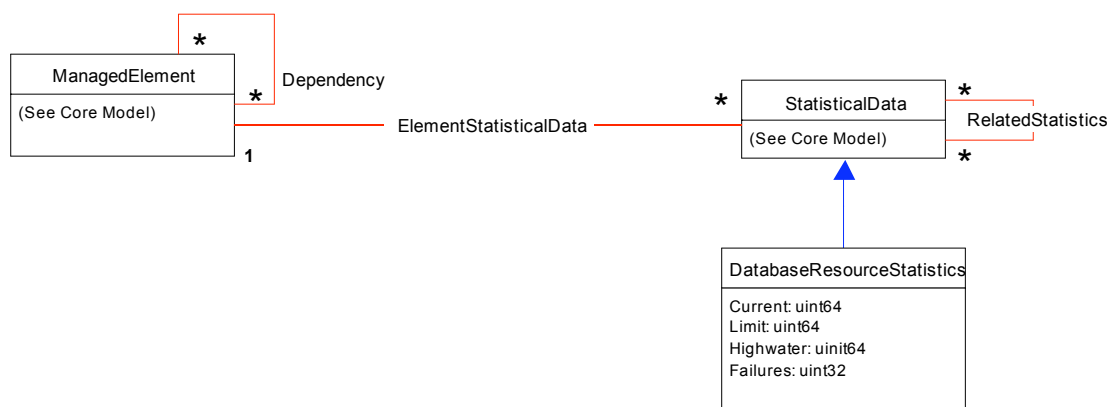 *
ManagedElement
Dependency
*
(See Core Model)
1
ElementStatisticalData
*
StatisticalData
*
(See Core Model)
RelatedStatistics
*
DatabaseResourceStatistics
Current: uint64
Limit: uint64
Highwater: uinit64
Failures: uint32